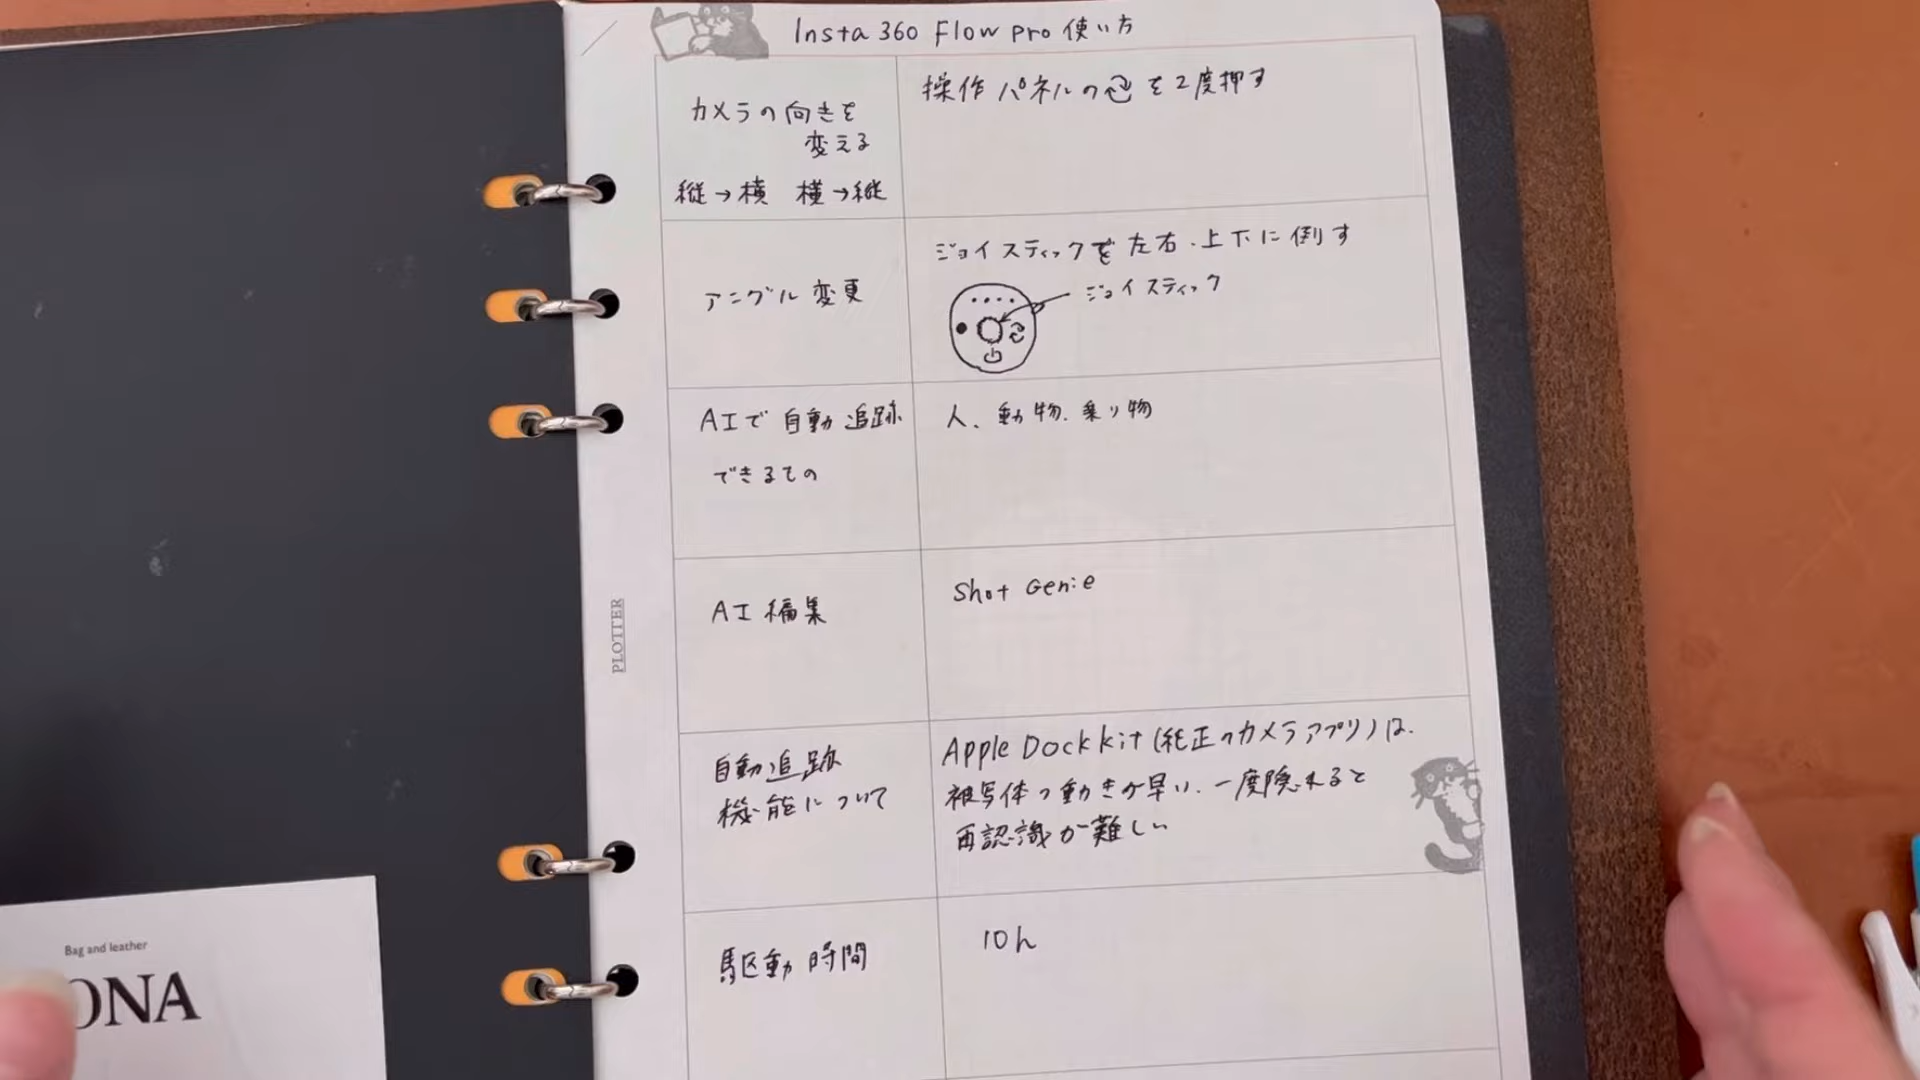 Insta 360 Flow pro 使い方
カメラの向きを
変える
縦→横 横→縦
操作パネルの を2度押す
アングル変更
ジョイスティックを左右・上下に倒す
ジョイスティック
AIで自動追跡
できるもの
人、動物、乗り物
AI編集
Shot Genie
自動追跡
機能について
Apple Dockkit(純正のカメラアプリ)は、
被写体の動きが早い、一度隠れると
再認識が難しい
駆動時間
10h
PLOTTER
Bag and leather
ONA